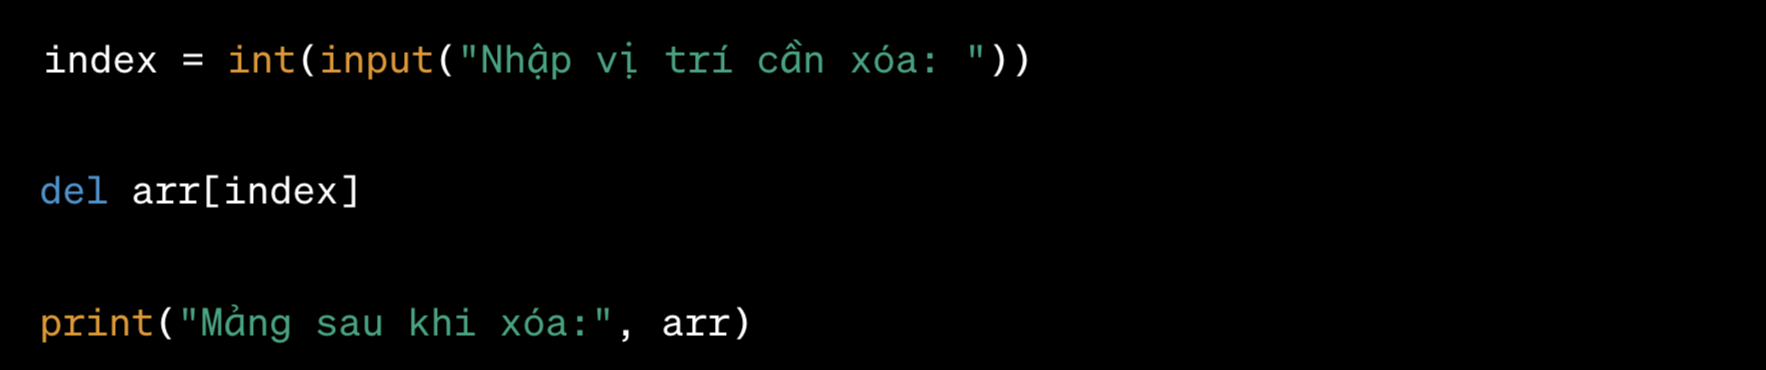 index = int(input("Nhập vị trí cần xóa: "))
del arr[index]
print("Mảng sau khi xóa:", arr)